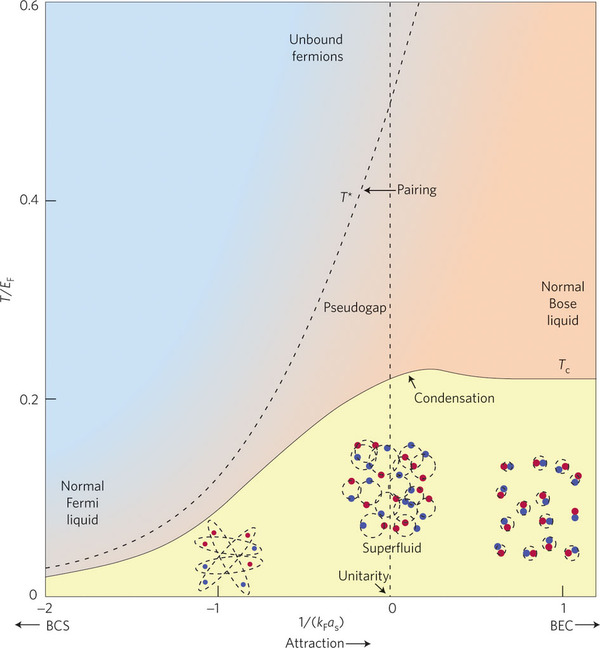 0.6
Unbound
fermions
0.4
T*
Pairing
T/E_F
Pseudogap
Normal
Bose
liquid
T_c
0.2
Condensation
Normal
Fermi
liquid
Superfluid
Unitarity
0
−2
−1
0
1
BCS
1/(k_F a_s)
BEC
Attraction